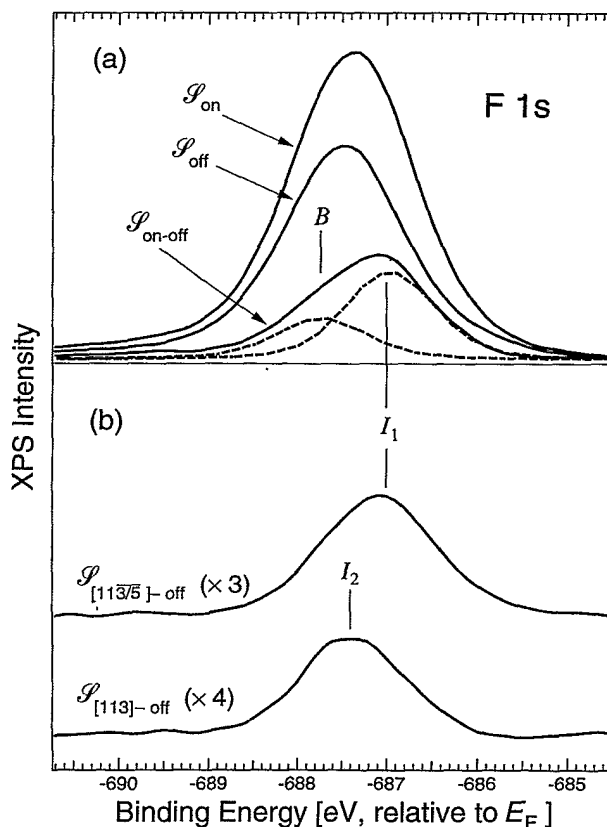 (a)
F 1s
𝒮on
𝒮off
𝒮on-off
B
(b)
I1
𝒮[113̅/5̅]–off (×3)
I2
𝒮[113]–off (×4)
XPS Intensity
-690 -689 -688 -687 -686 -685
Binding Energy [eV, relative to EF]